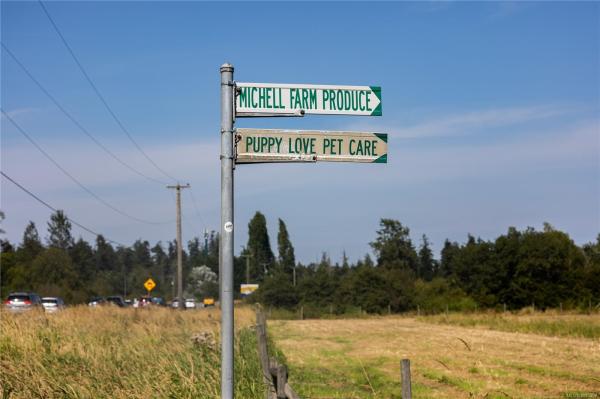 MICHELL FARM PRODUCE
PUPPY LOVE PET CARE